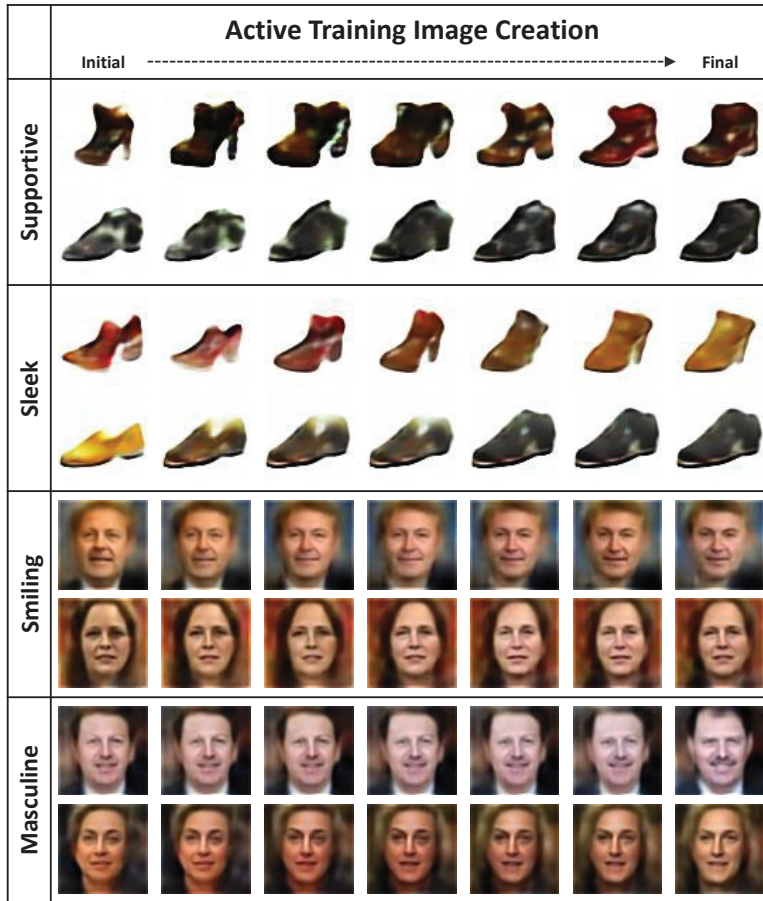 Active Training Image Creation
Initial
Final
Supportive
Sleek
Smiling
Masculine